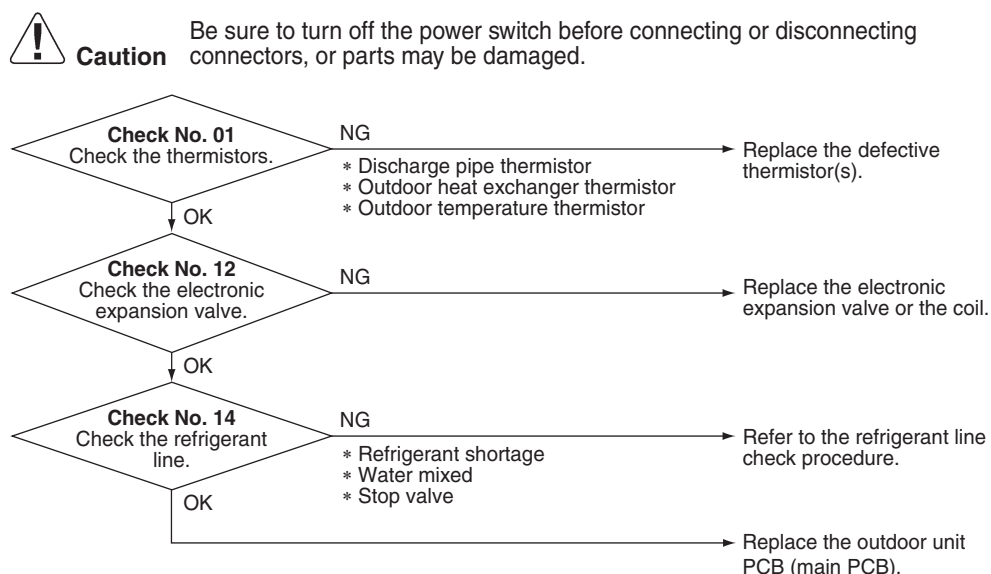 Be sure to turn off the power switch before connecting or disconnecting
Caution connectors, or parts may be damaged.
Check No. 01
Check the thermistors.
NG
∗ Discharge pipe thermistor
∗ Outdoor heat exchanger thermistor
∗ Outdoor temperature thermistor
Replace the defective
thermistor(s).
OK
Check No. 12
Check the electronic
expansion valve.
NG
Replace the electronic
expansion valve or the coil.
OK
Check No. 14
Check the refrigerant
line.
NG
∗ Refrigerant shortage
∗ Water mixed
∗ Stop valve
Refer to the refrigerant line
check procedure.
OK
Replace the outdoor unit
PCB (main PCB).